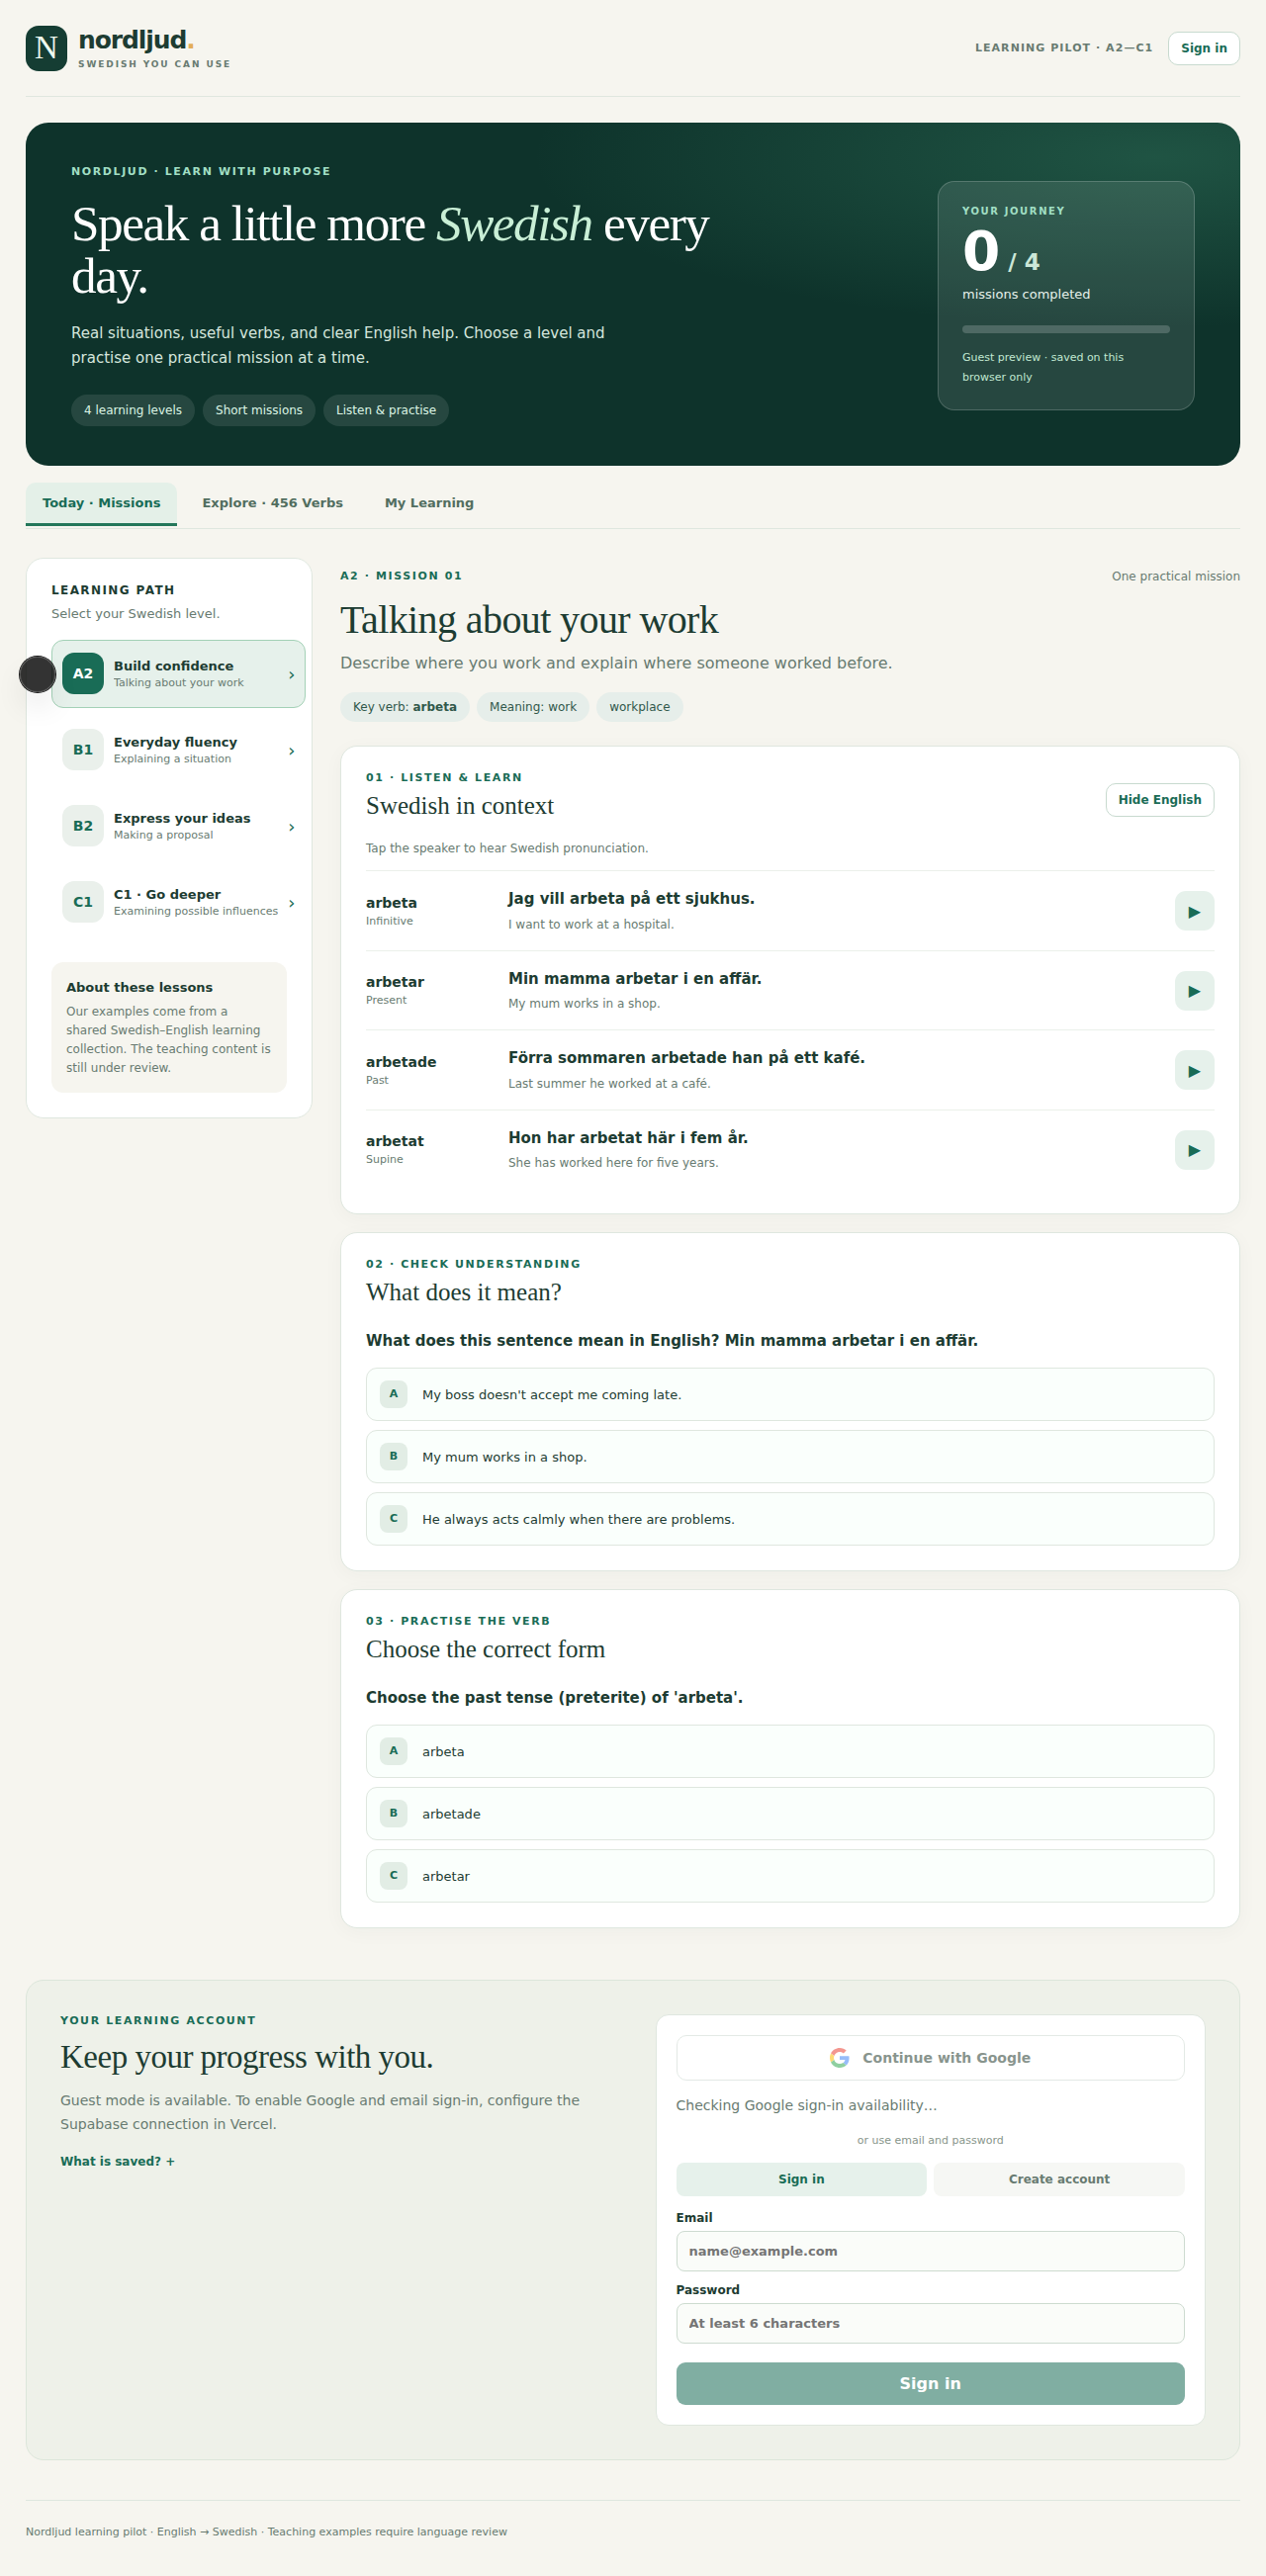 N
nordljud.
SWEDISH YOU CAN USE
LEARNING PILOT · A2—C1
Sign in
NORDLJUD · LEARN WITH PURPOSE
Speak a little more Swedish every
day.
Real situations, useful verbs, and clear English help. Choose a level and
practise one practical mission at a time.
4 learning levels
Short missions
Listen & practise
YOUR JOURNEY
0 / 4
missions completed
Guest preview · saved on this
browser only
Today · Missions
Explore · 456 Verbs
My Learning
LEARNING PATH
Select your Swedish level.
A2
Build confidence
Talking about your work
›
B1
Everyday fluency
Explaining a situation
›
B2
Express your ideas
Making a proposal
›
C1
C1 · Go deeper
Examining possible influences
›
About these lessons
Our examples come from a
shared Swedish–English learning
collection. The teaching content is
still under review.
A2 · MISSION 01
One practical mission
Talking about your work
Describe where you work and explain where someone worked before.
Key verb: arbeta
Meaning: work
workplace
01 · LISTEN & LEARN
Swedish in context
Hide English
Tap the speaker to hear Swedish pronunciation.
arbeta
Infinitive
Jag vill arbeta på ett sjukhus.
I want to work at a hospital.
▶
arbetar
Present
Min mamma arbetar i en affär.
My mum works in a shop.
▶
arbetade
Past
Förra sommaren arbetade han på ett kafé.
Last summer he worked at a café.
▶
arbetat
Supine
Hon har arbetat här i fem år.
She has worked here for five years.
▶
02 · CHECK UNDERSTANDING
What does it mean?
What does this sentence mean in English? Min mamma arbetar i en affär.
A
My boss doesn't accept me coming late.
B
My mum works in a shop.
C
He always acts calmly when there are problems.
03 · PRACTISE THE VERB
Choose the correct form
Choose the past tense (preterite) of 'arbeta'.
A
arbeta
B
arbetade
C
arbetar
YOUR LEARNING ACCOUNT
Keep your progress with you.
Guest mode is available. To enable Google and email sign-in, configure the
Supabase connection in Vercel.
What is saved? +
Continue with Google
Checking Google sign-in availability…
or use email and password
Sign in
Create account
Email
name@example.com
Password
At least 6 characters
Sign in
Nordljud learning pilot · English → Swedish · Teaching examples require language review